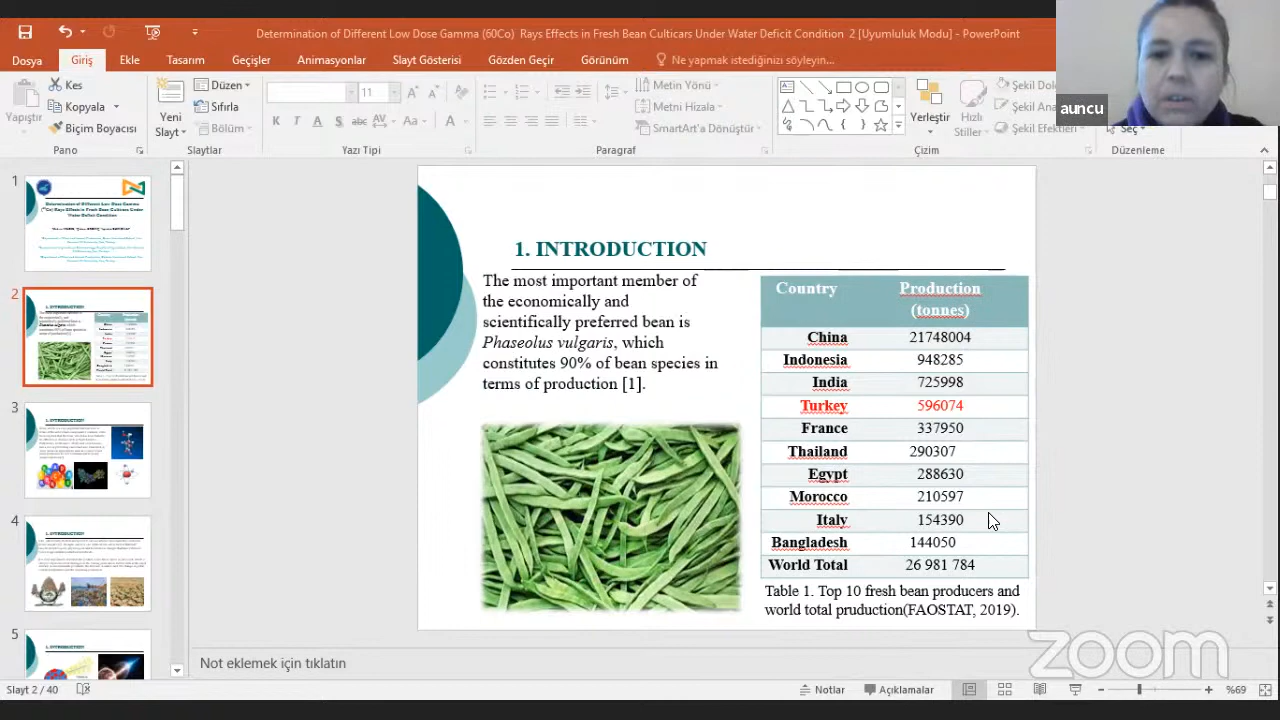 Determination of Different Low Dose Gamma (60Co) Rays Effects in Fresh Bean Culticars Under Water Deficit Condition 2 [Uyumluluk Modu] - PowerPoint
Dosya Giriş Ekle Tasarım Geçişler Animasyonlar Slayt Gösterisi Gözden Geçir Görünüm Ne yapmak istediğinizi söyleyin...
Yapıştır
Kes
Kopyala
Biçim Boyacısı
Pano
Yeni
Slayt
Düzen
Sıfırla
Bölüm
Slaytlar
11
K T A S
Yazı Tipi
Metin Yönü
Metni Hizala
SmartArt'a Dönüştür
Paragraf
Yerleştir
Hızlı
Stiller
Şekil
Şekil
Şekil Efektleri
Çizim
Seç
Düzenleme
auncu
1
2
3
4
5
1. INTRODUCTION
The most important member of
the economically and
scientifically preferred bean is
Phaseolus vulgaris, which
constitutes 90% of bean species in
terms of production [1].
Country Production
(tonnes)
China 21748004
Indonesia 948285
India 725998
Turkey 596074
France 337950
Thailand 290307
Egypt 288630
Morocco 210597
Italy 154390
Bangladesh 144050
World Total 26 981 784
Table 1. Top 10 fresh bean producers and
world total pruduction(FAOSTAT, 2019).
zoom
Not eklemek için tıklatın
Slayt 2 / 40
Notlar Açıklamalar %69